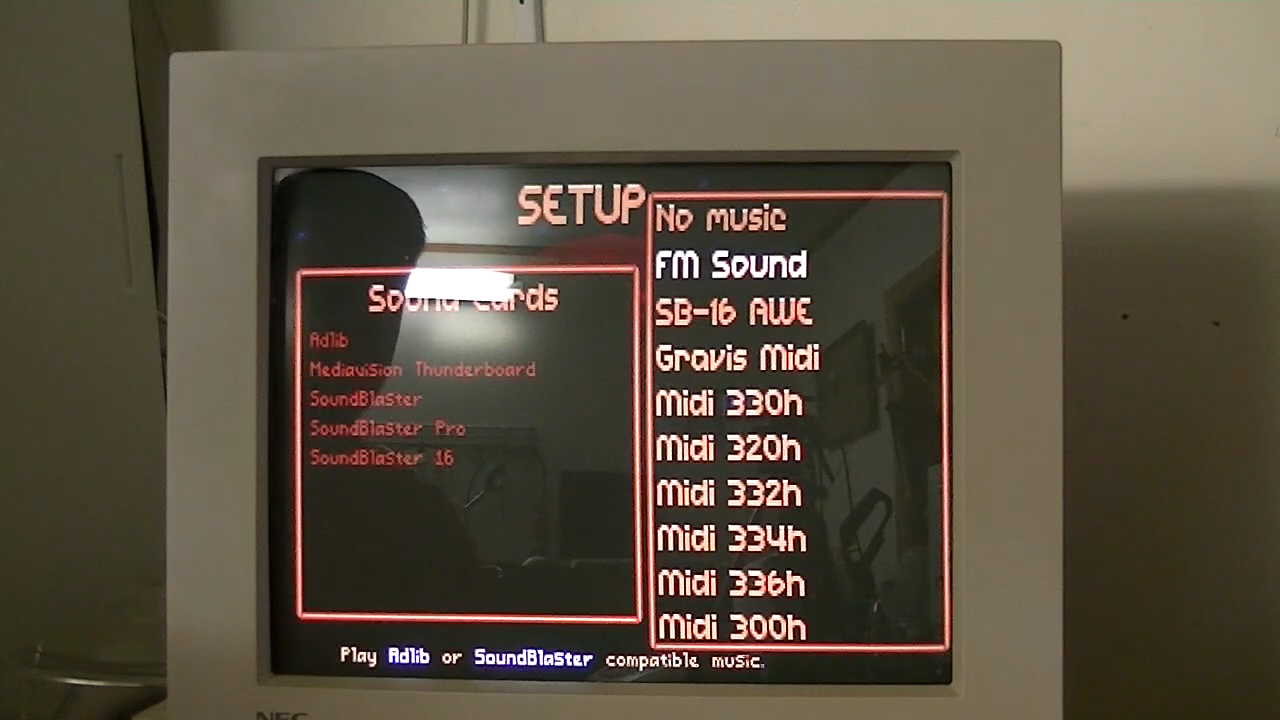 SETUP
Sound Cards
Adlib
Mediavision Thunderboard
SoundBlaster
SoundBlaster Pro
SoundBlaster 16
No music
FM Sound
SB-16 AWE
Gravis Midi
Midi 330h
Midi 320h
Midi 332h
Midi 334h
Midi 336h
Midi 300h
Play Adlib or SoundBlaster compatible music.
NEC